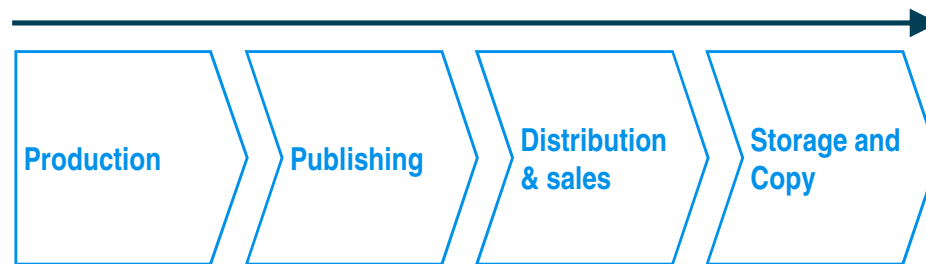 Production
Publishing
Distribution
& sales
Storage and
Copy